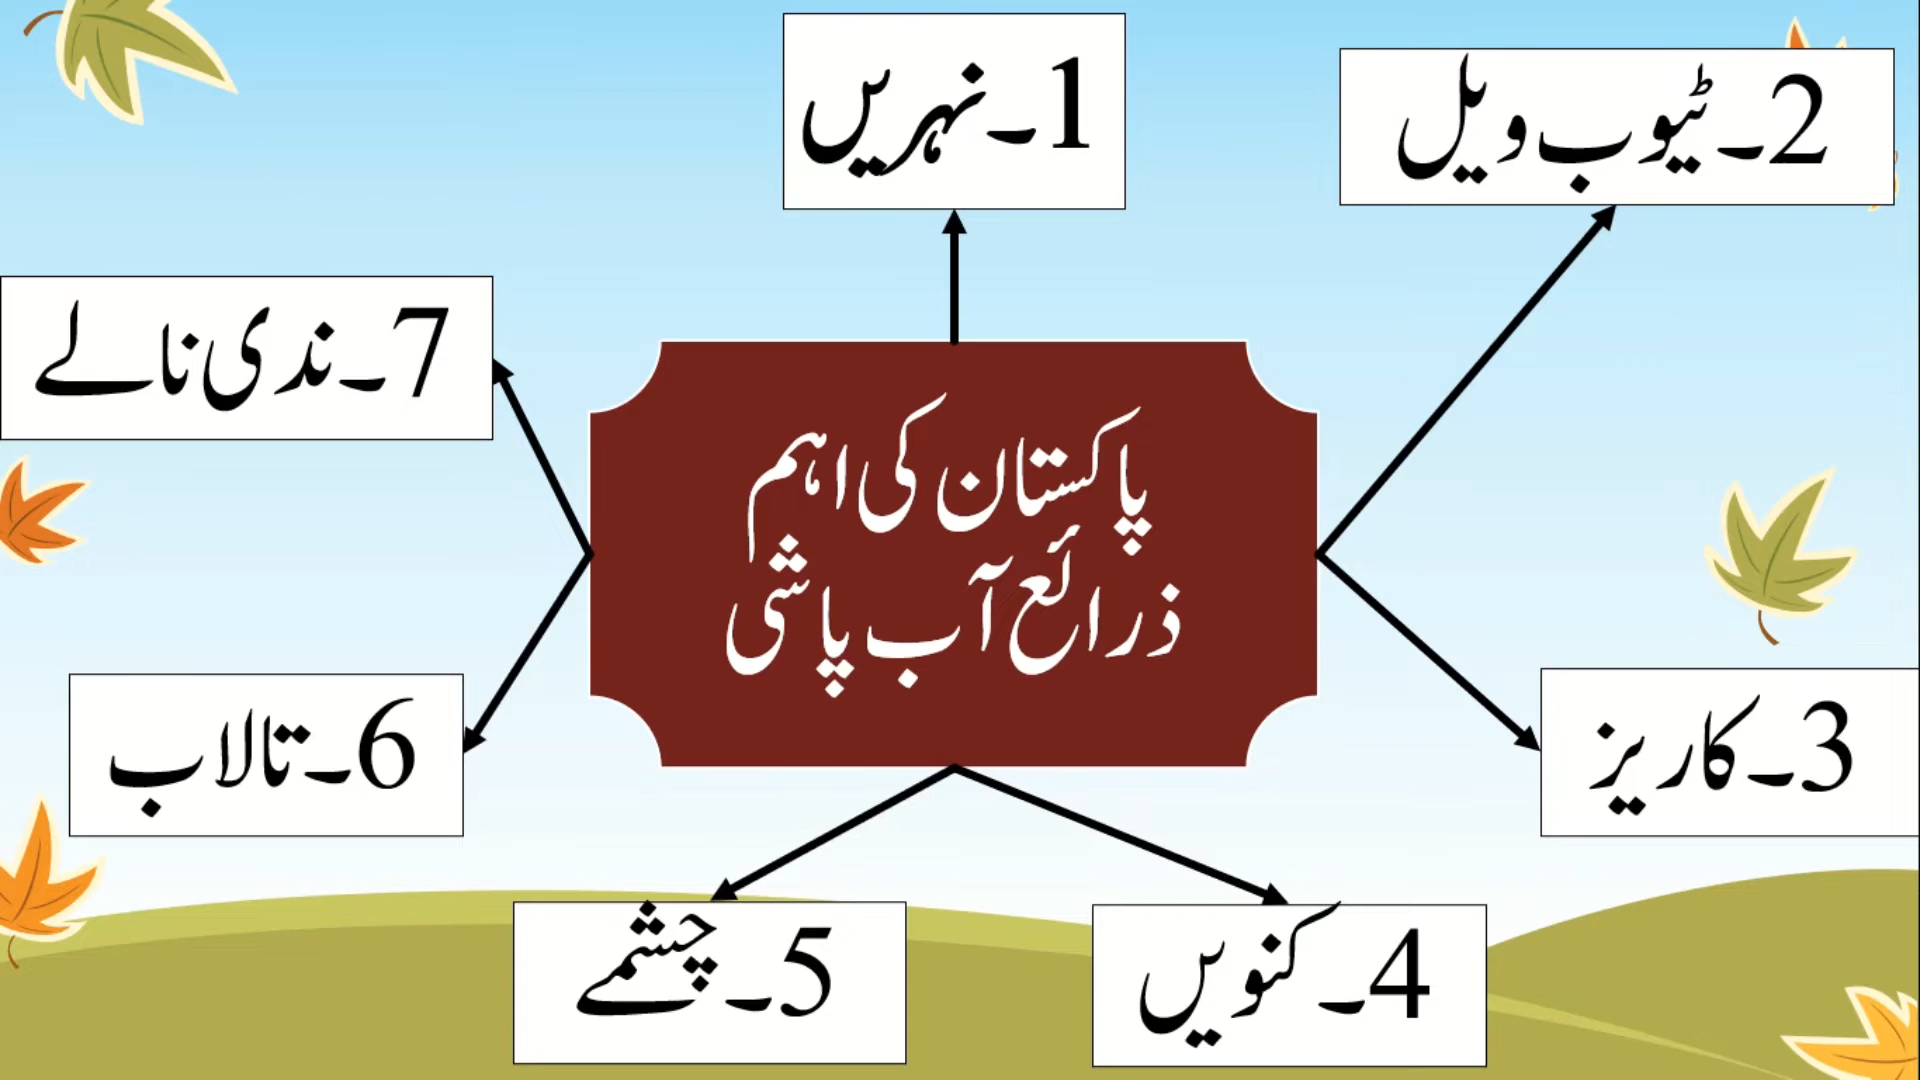 پاکستان کی اہم
ذرائع آب پاشی
1۔نہریں
2۔ٹیوب ویل
3۔کاریز
4۔کنویں
5۔چشمے
6۔تالاب
7۔ندی نالے